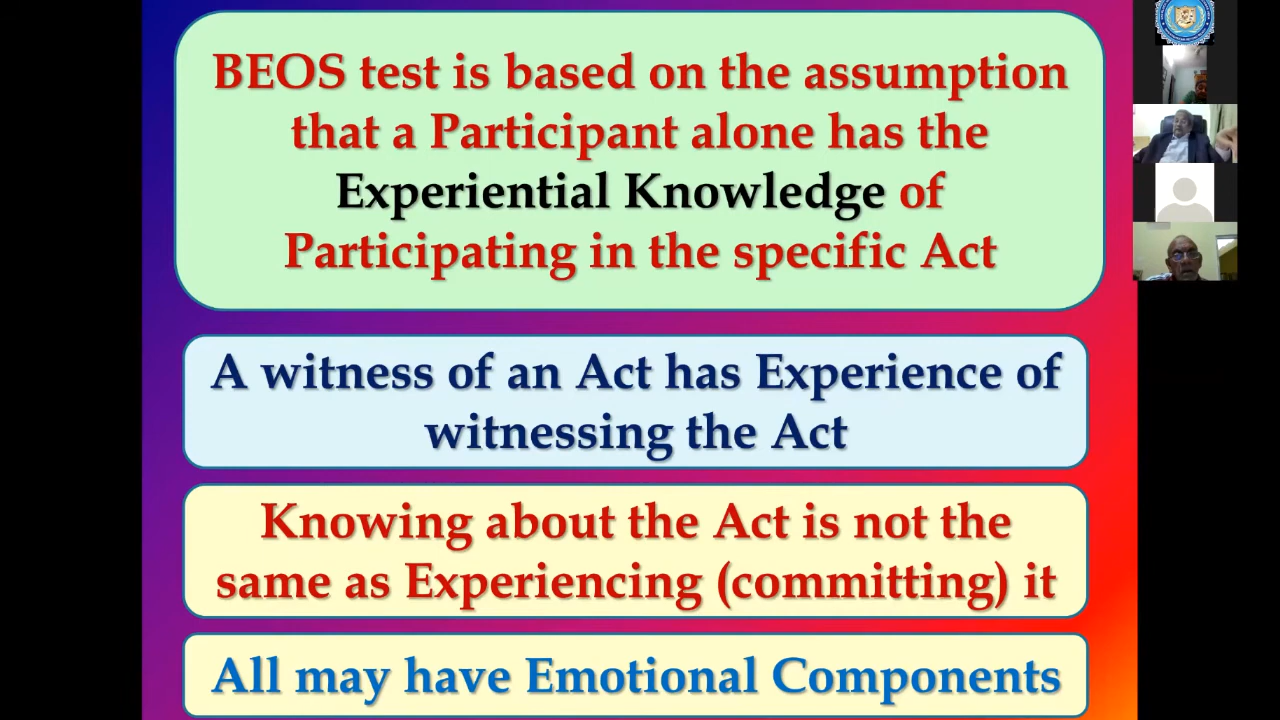 BEOS test is based on the assumption
that a Participant alone has the
Experiential Knowledge of
Participating in the specific Act
A witness of an Act has Experience of
witnessing the Act
Knowing about the Act is not the
same as Experiencing (committing) it
All may have Emotional Components